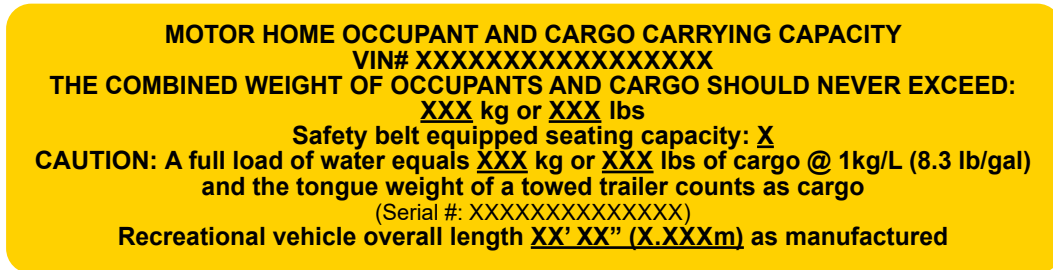 MOTOR HOME OCCUPANT AND CARGO CARRYING CAPACITY
VIN# XXXXXXXXXXXXXXXXX
THE COMBINED WEIGHT OF OCCUPANTS AND CARGO SHOULD NEVER EXCEED:
XXX kg or XXX lbs
Safety belt equipped seating capacity: X
CAUTION: A full load of water equals XXX kg or XXX lbs of cargo @ 1kg/L (8.3 lb/gal)
and the tongue weight of a towed trailer counts as cargo
(Serial #: XXXXXXXXXXXXXX)
Recreational vehicle overall length XX’ XX” (X.XXXm) as manufactured